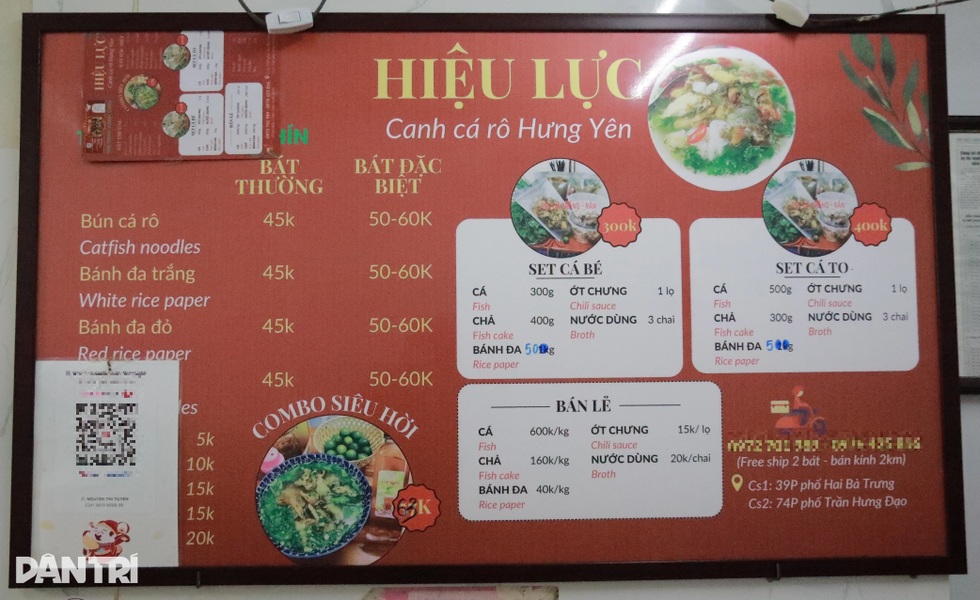 HIỆU LỰC
Canh cá rô Hưng Yên
BÁT THƯỜNG
BÁT ĐẶC BIỆT
Bún cá rô 45k 50-60K
Catfish noodles
Bánh đa trắng 45k 50-60K
White rice paper
Bánh đa đỏ 45k 50-60K
Red rice paper
45k 50-60K
5k
10k
15k
15k
20k
COMBO SIÊU HỜI
300k
SET CÁ BÉ
CÁ 300g ỚT CHƯNG 1 lọ
Fish Chili sauce
CHẢ 400g NƯỚC DÙNG 3 chai
Fish cake Broth
BÁNH ĐA
Rice paper
400k
SET CÁ TO
CÁ 500g ỚT CHƯNG 1 lọ
Fish Chili sauce
CHẢ 300g NƯỚC DÙNG 3 chai
Fish cake Broth
BÁNH ĐA
Rice paper
BÁN LẺ
CÁ 600k/kg ỚT CHƯNG 15k/ lọ
Fish Chili sauce
CHẢ 160k/kg NƯỚC DÙNG 20k/chai
Fish cake Broth
BÁNH ĐA 40k/kg
Rice paper
(Free ship 2 bát - bán kính 2km)
Cs1: 39P phố Hai Bà Trưng
Cs2: 74P phố Trần Hưng Đạo
DÂN TRÍ